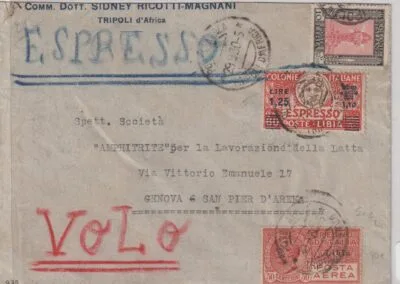 COMM. DOTT. SIDNEY RICOTTI-MAGNANI
TRIPOLI d'Africa
ESPRESSO
COLONIE ITALIANE
LIRE
1,25
ESPRESSO
POSTE LIBIA
Spett. Società
"AMPHITRITE"per la Lavorazione della Latta
Via Vittorio Emanuele 17
GENOVA 6 SAN PIER D'ARENA
VOLO
POSTA
AEREA